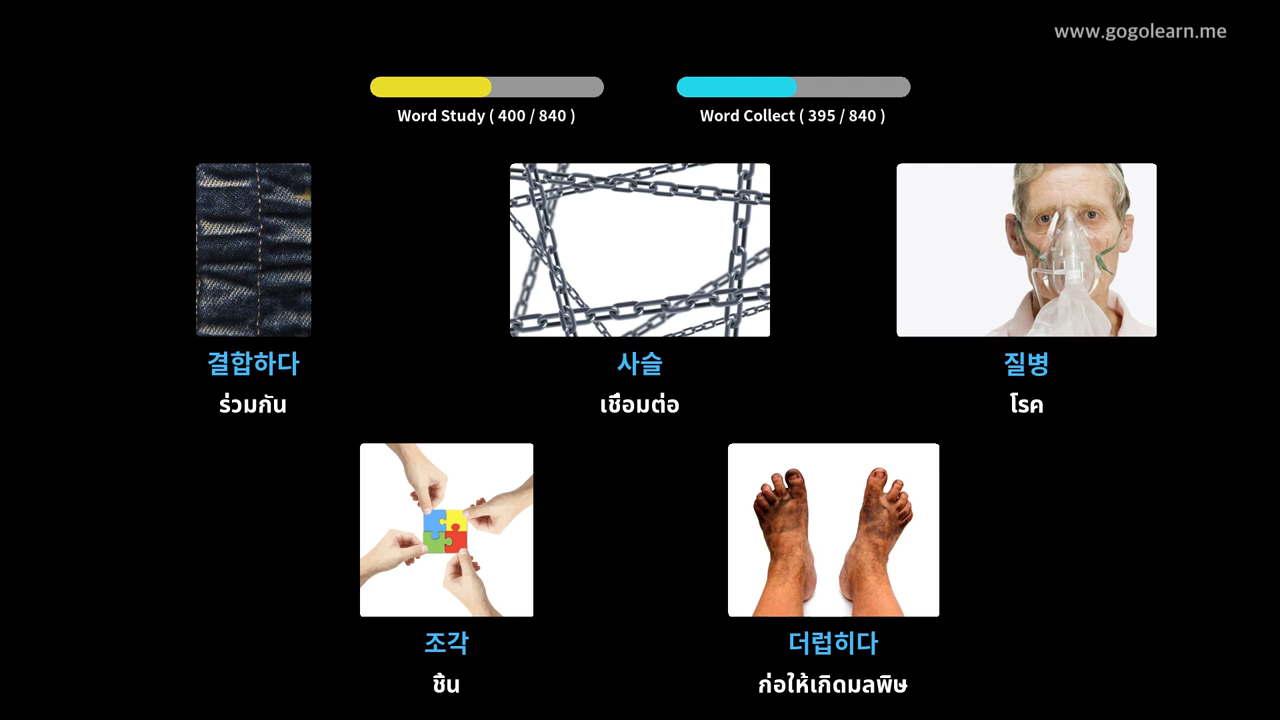 www.gogolearn.me
Word Study ( 400 / 840 )
Word Collect ( 395 / 840 )
결합하다
사슬
질병
ร่วมกัน
เชื่อมต่อ
โรค
조각
더럽히다
ชิ้น
ก่อให้เกิดมลพิษ